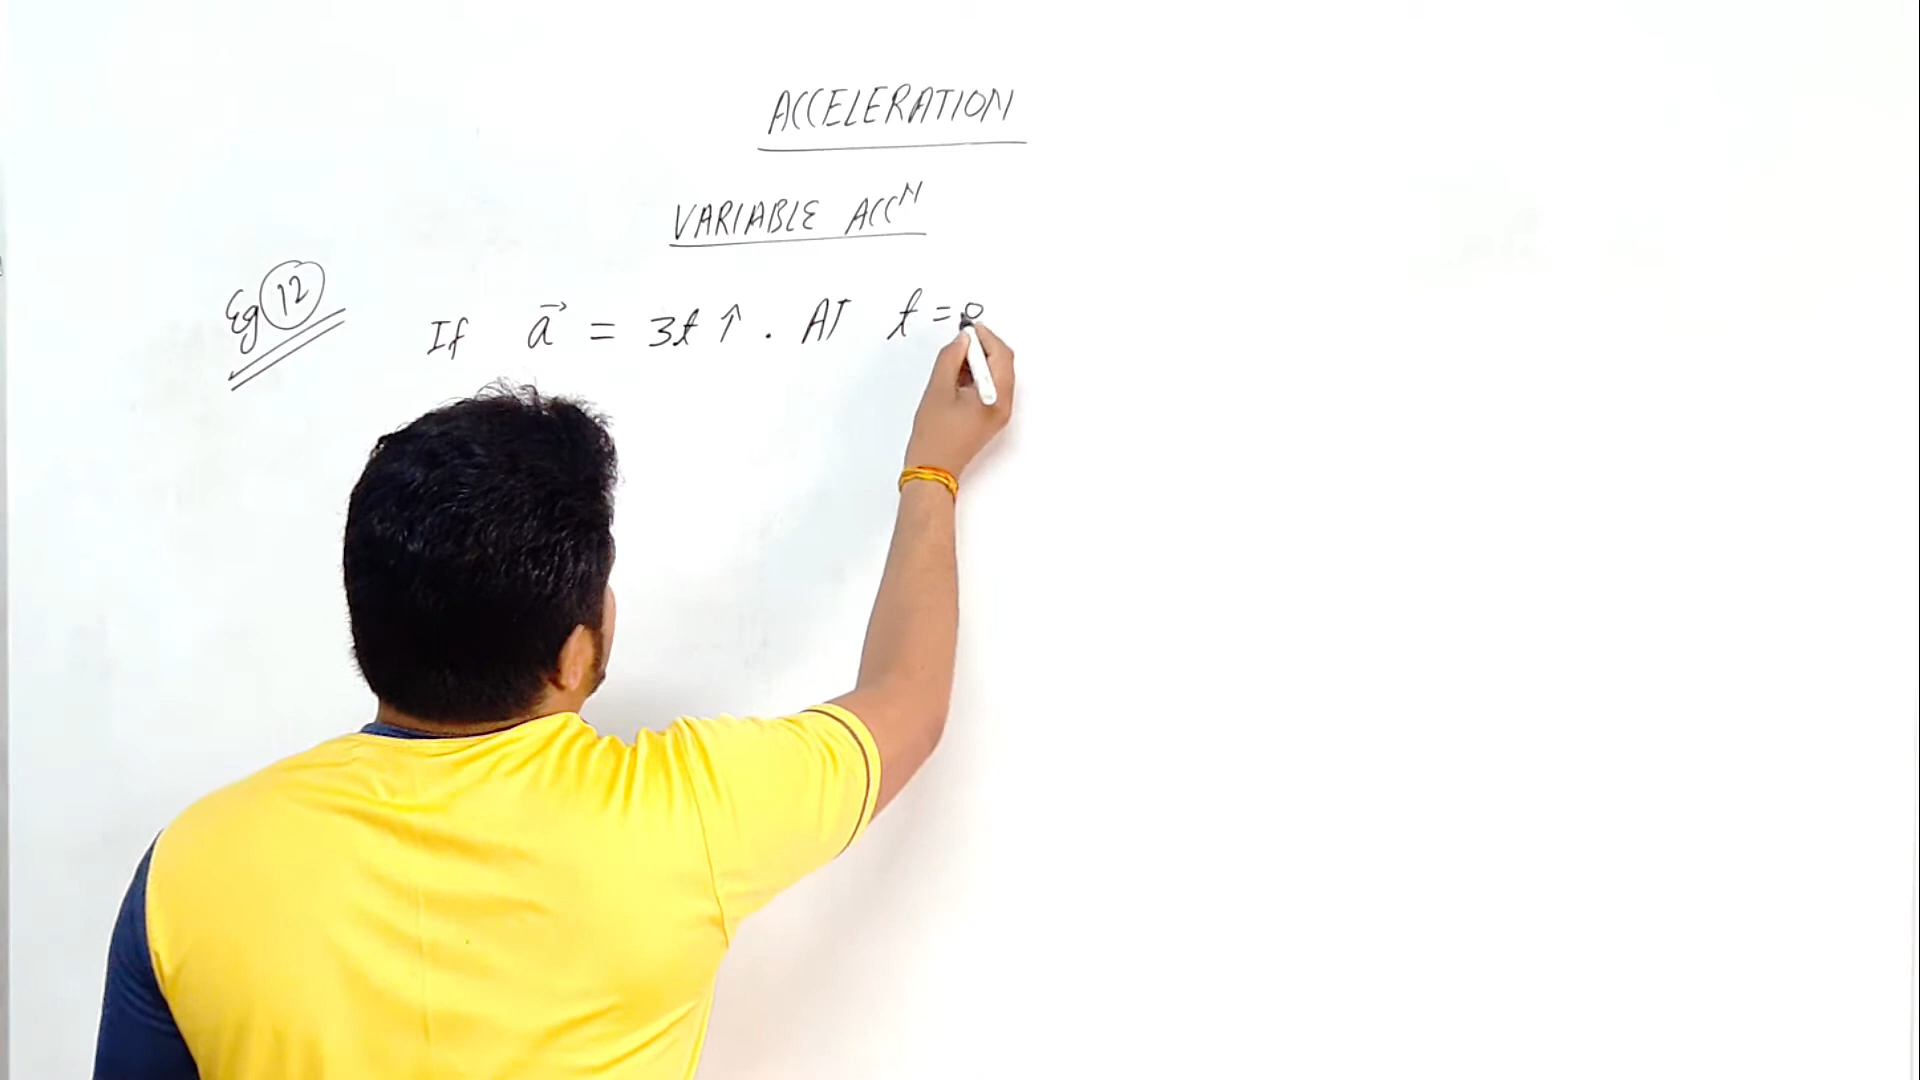 ACCELERATION
VARIABLE ACCᴺ
Eg 12
If a⃗ = 3t î . AT t = 0